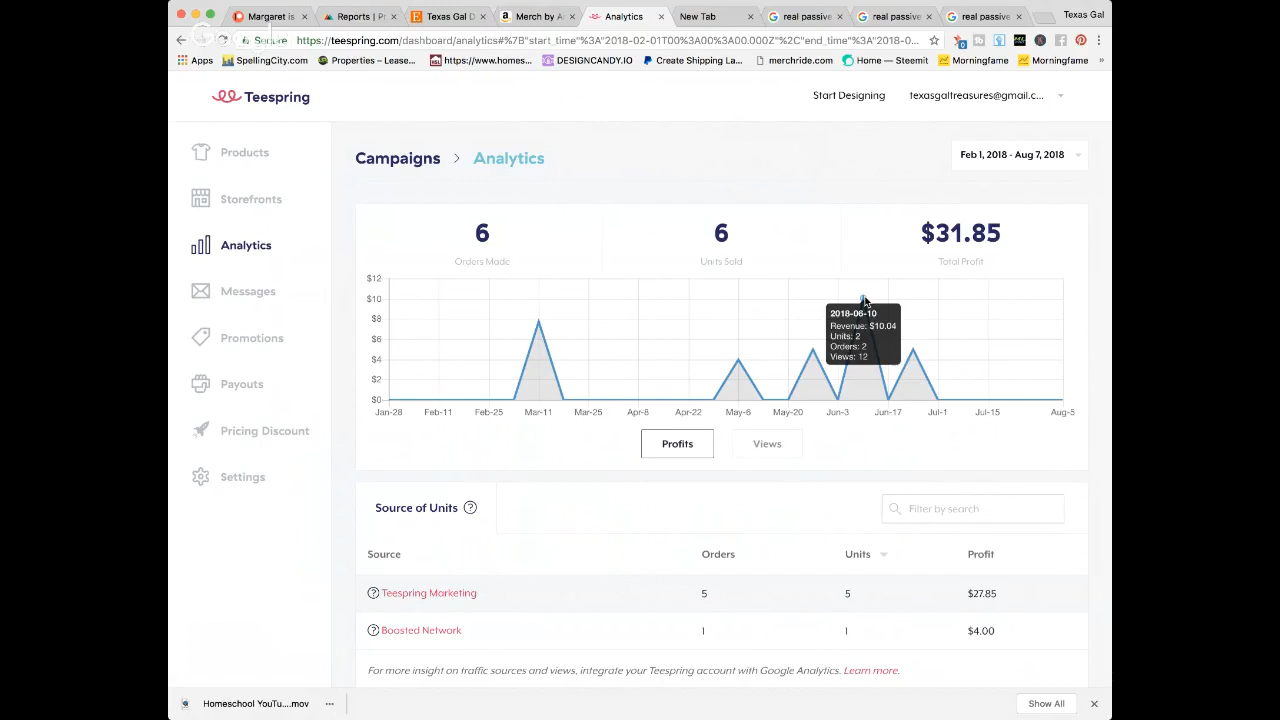 Margaret is
Reports | Pr
Texas Gal D
Merch by A
Analytics
New Tab
real passive
real passive
real passive
Texas Gal
Secure
https://teespring.com/dashboard/analytics#%7B"start_time"%3A"2018-02-01T00%3A00%3A00.000Z"%2C"end_time"%3A"2018-0...
Apps
SpellingCity.com
Properties – Lease...
https://www.homes...
DESIGNCANDY.IO
Create Shipping La...
merchride.com
Home — Steemit
Morningfame
Morningfame
»
Teespring
Start Designing
texasgaltreasures@gmail.c...
Products
Storefronts
Analytics
Messages
Promotions
Payouts
Pricing Discount
Settings
Campaigns > Analytics
Feb 1, 2018 - Aug 7, 2018
6
Orders Made
6
Units Sold
$31.85
Total Profit
$12
$10
$8
$6
$4
$2
$0
2018-06-10
Revenue: $10.04
Units: 2
Orders: 2
Views: 12
Jan-28 Feb-11 Feb-25 Mar-11 Mar-25 Apr-8 Apr-22 May-6 May-20 Jun-3 Jun-17 Jul-1 Jul-15 Aug-5
Profits
Views
Source of Units ?
Filter by search
Source Orders Units Profit
? Teespring Marketing 5 5 $27.85
? Boosted Network 1 1 $4.00
For more insight on traffic sources and views, integrate your Teespring account with Google Analytics. Learn more.
Homeschool YouTu....mov
Show All